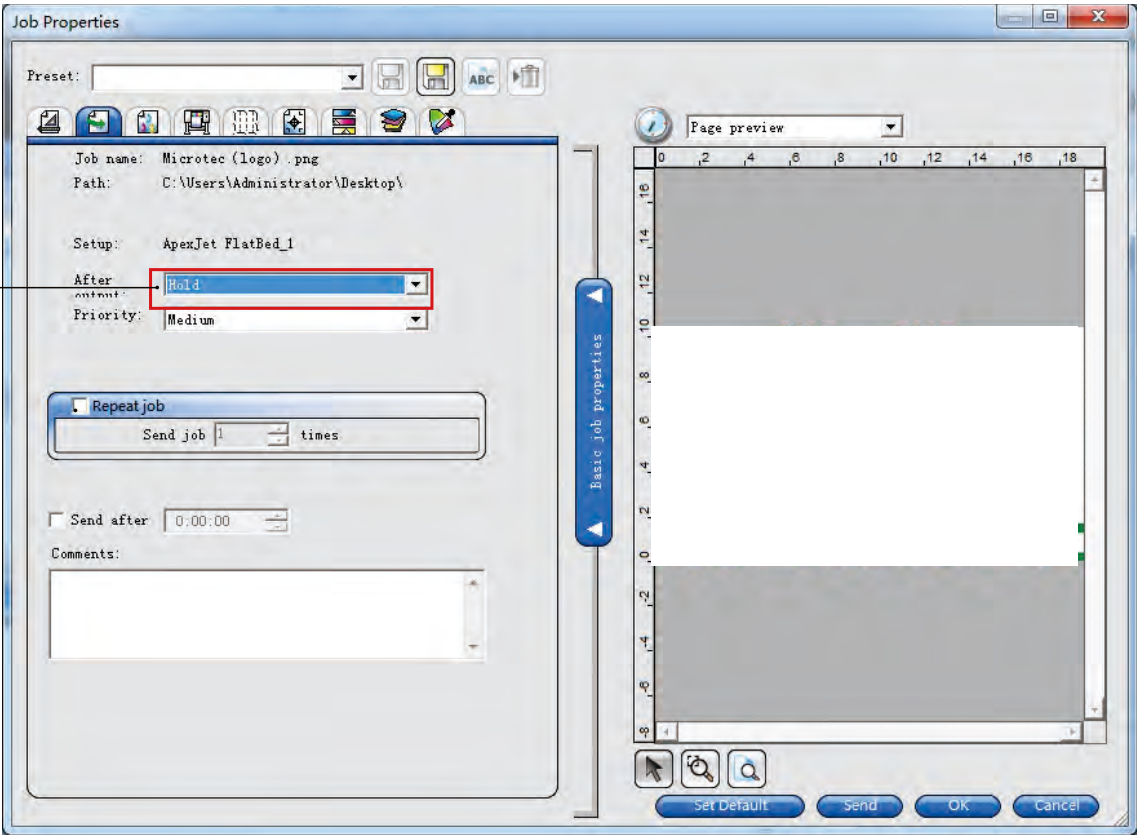 Job Properties
Preset:
ABC
Page preview
Job name: Microtec (logo) .png
Path: C:\Users\Administrator\Desktop\
Setup: ApexJet FlatBed_1
After output: Hold
Priority: Medium
Repeat job
Send job 1 times
Send after 0:00:00
Comments:
Basic job properties
0 2 4 6 8 10 12 14 16 18
16
14
12
10
8
6
4
2
0
-2
-4
-6
-8
Set Default Send OK Cancel